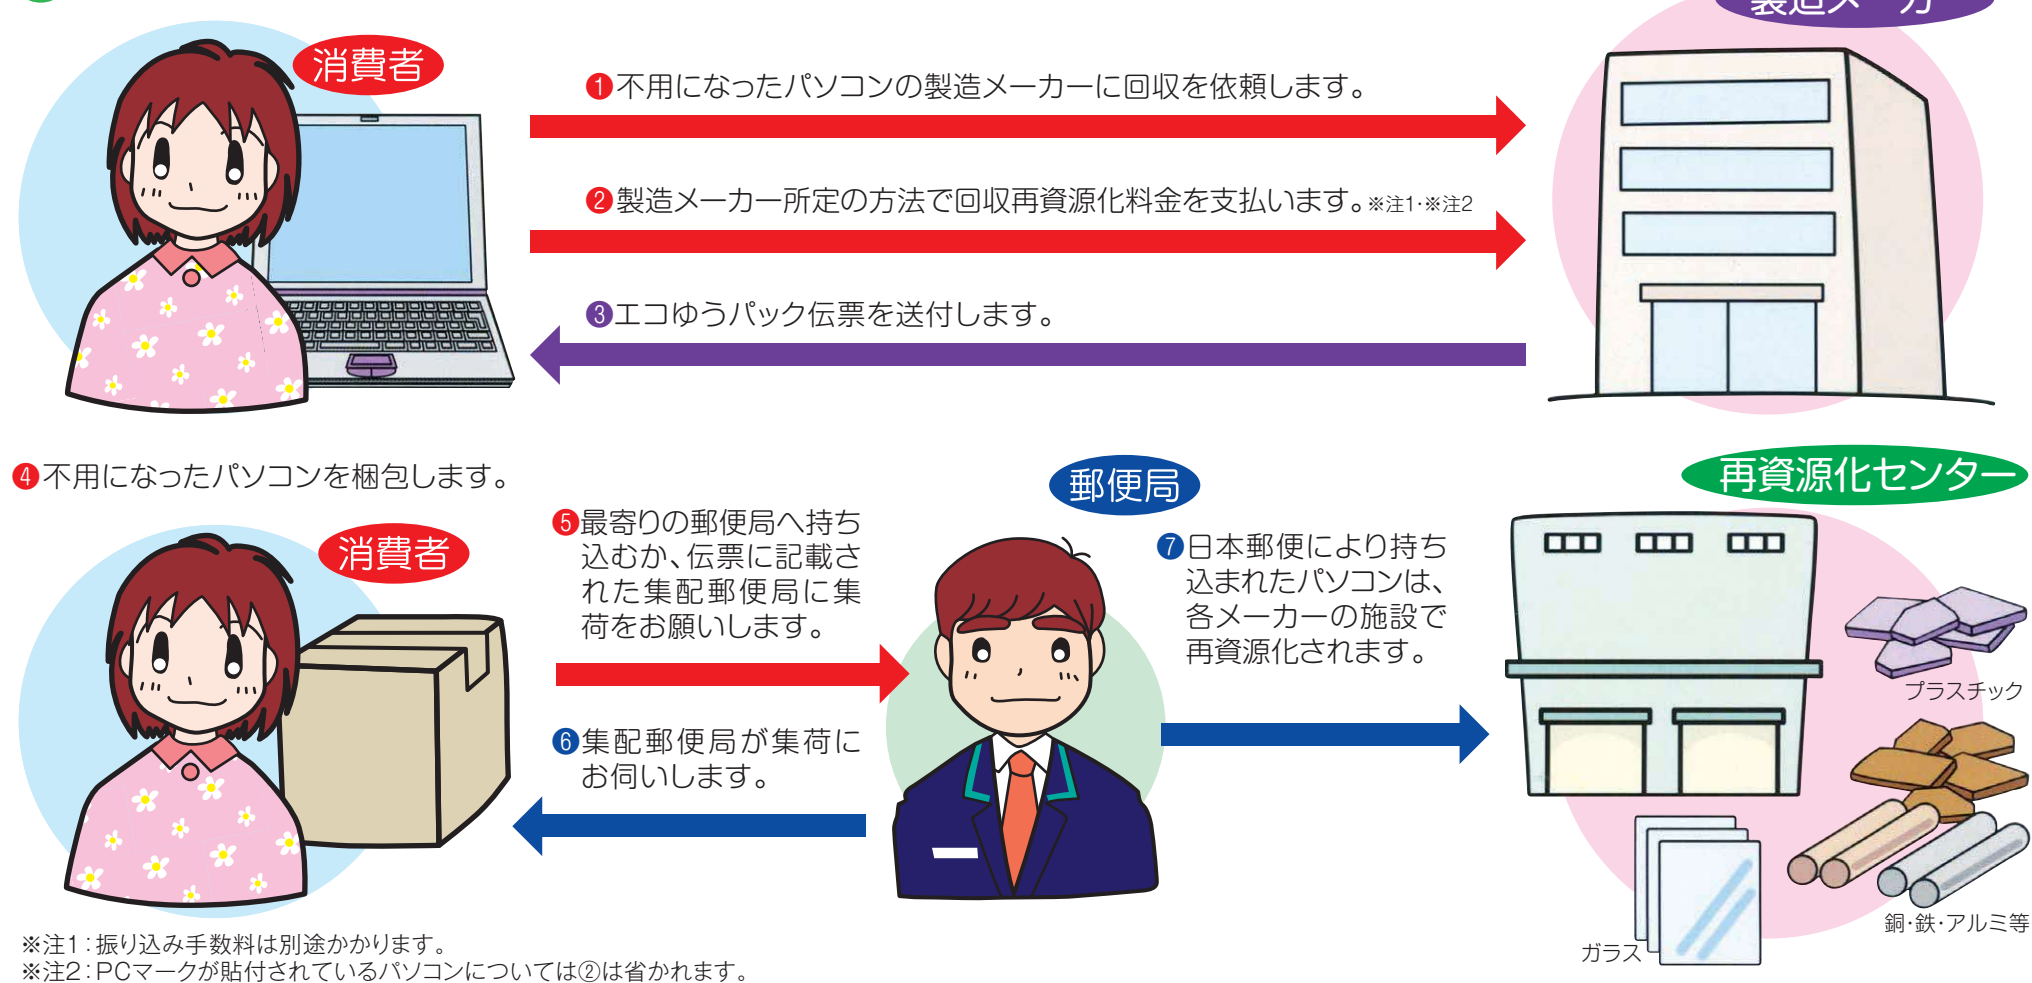 製造メーカー
消費者
❶不用になったパソコンの製造メーカーに回収を依頼します。
❷製造メーカー所定の方法で回収再資源化料金を支払います。※注1・※注2
❸エコゆうパック伝票を送付します。
❹不用になったパソコンを梱包します。
消費者
❺最寄りの郵便局へ持ち
込むか、伝票に記載さ
れた集配郵便局に集
荷をお願いします。
❻集配郵便局が集荷に
お伺いします。
郵便局
❼日本郵便により持ち
込まれたパソコンは、
各メーカーの施設で
再資源化されます。
再資源化センター
プラスチック
銅・鉄・アルミ等
ガラス
※注1：振り込み手数料は別途かかります。
※注2：PCマークが貼付されているパソコンについては②は省かれます。